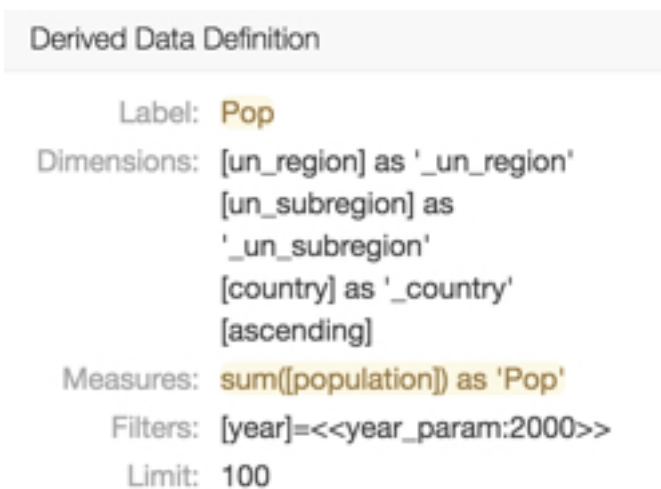 Derived Data Definition
Label: Pop
Dimensions: [un_region] as '_un_region'
[un_subregion] as
'_un_subregion'
[country] as '_country'
[ascending]
Measures: sum([population]) as 'Pop'
Filters: [year]=<<year_param:2000>>
Limit: 100